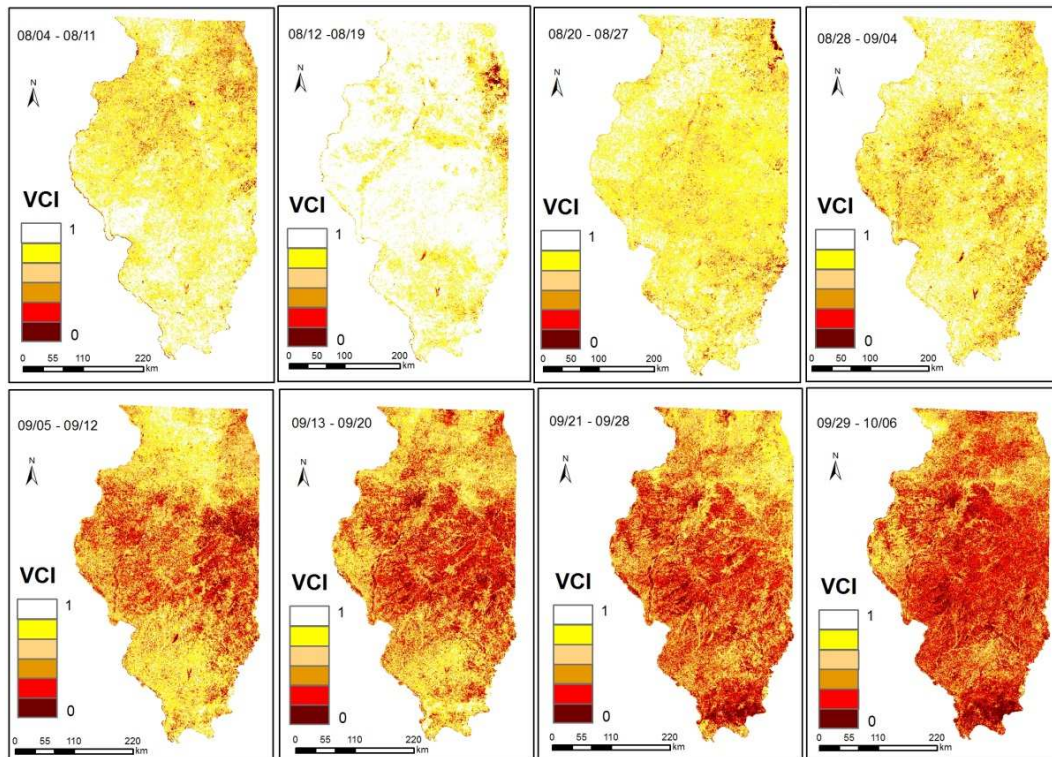 08/04 - 08/11
N
VCI
1
0
0 55 110 220
km
08/12 -08/19
N
VCI
1
0
0 50 100 200
km
08/20 - 08/27
N
VCI
1
0
0 50 100 200
km
08/28 - 09/04
N
VCI
1
0
0 55 110 220
km
09/05 - 09/12
N
VCI
1
0
0 55 110 220
km
09/13 - 09/20
N
VCI
1
0
0 55 110 220
km
09/21 - 09/28
N
VCI
1
0
0 55 110 220
km
09/29 - 10/06
N
VCI
1
0
0 55 110 220
km